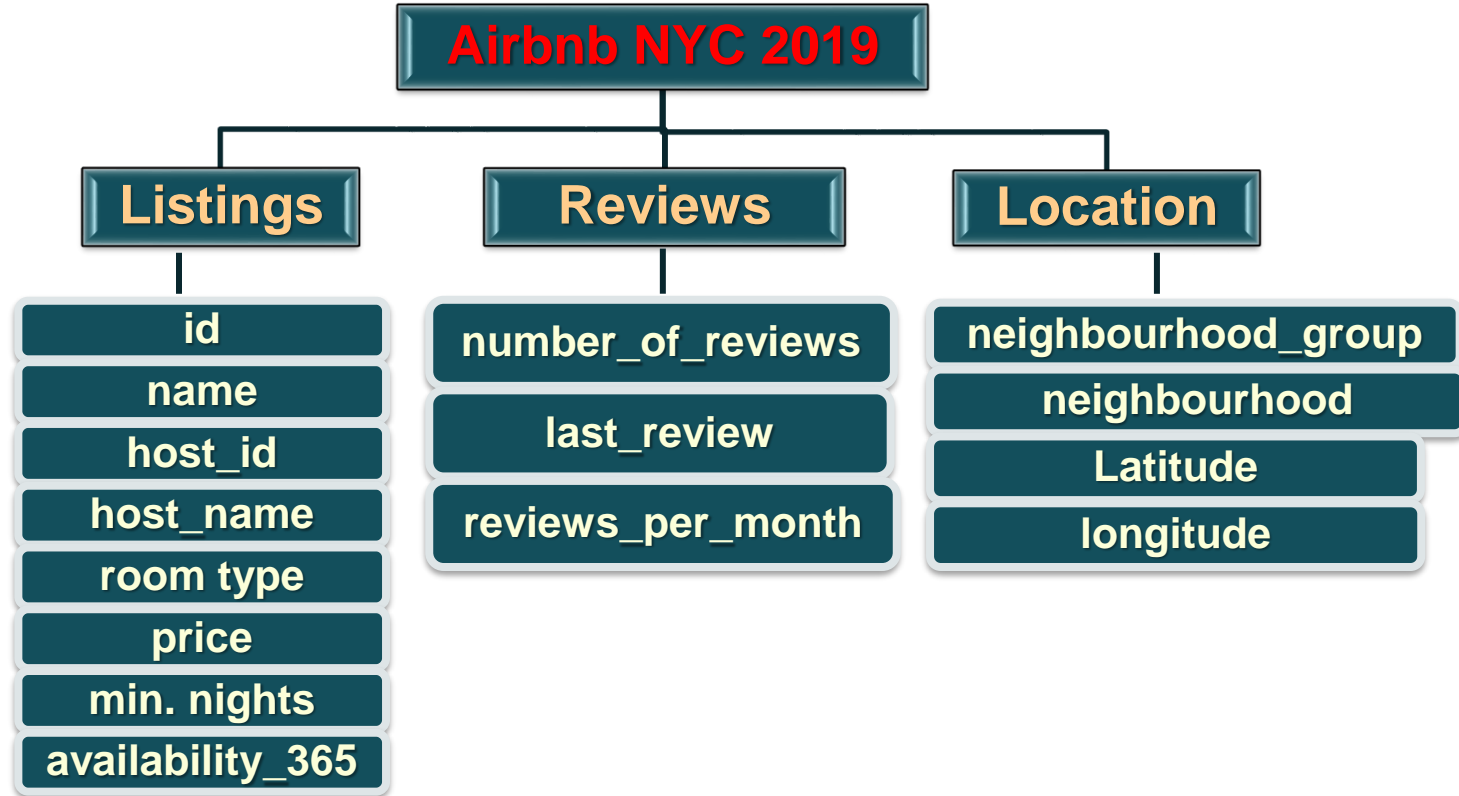 Airbnb NYC 2019
Listings
id
name
host_id
host_name
room type
price
min. nights
availability_365
Reviews
number_of_reviews
last_review
reviews_per_month
Location
neighbourhood_group
neighbourhood
Latitude
longitude